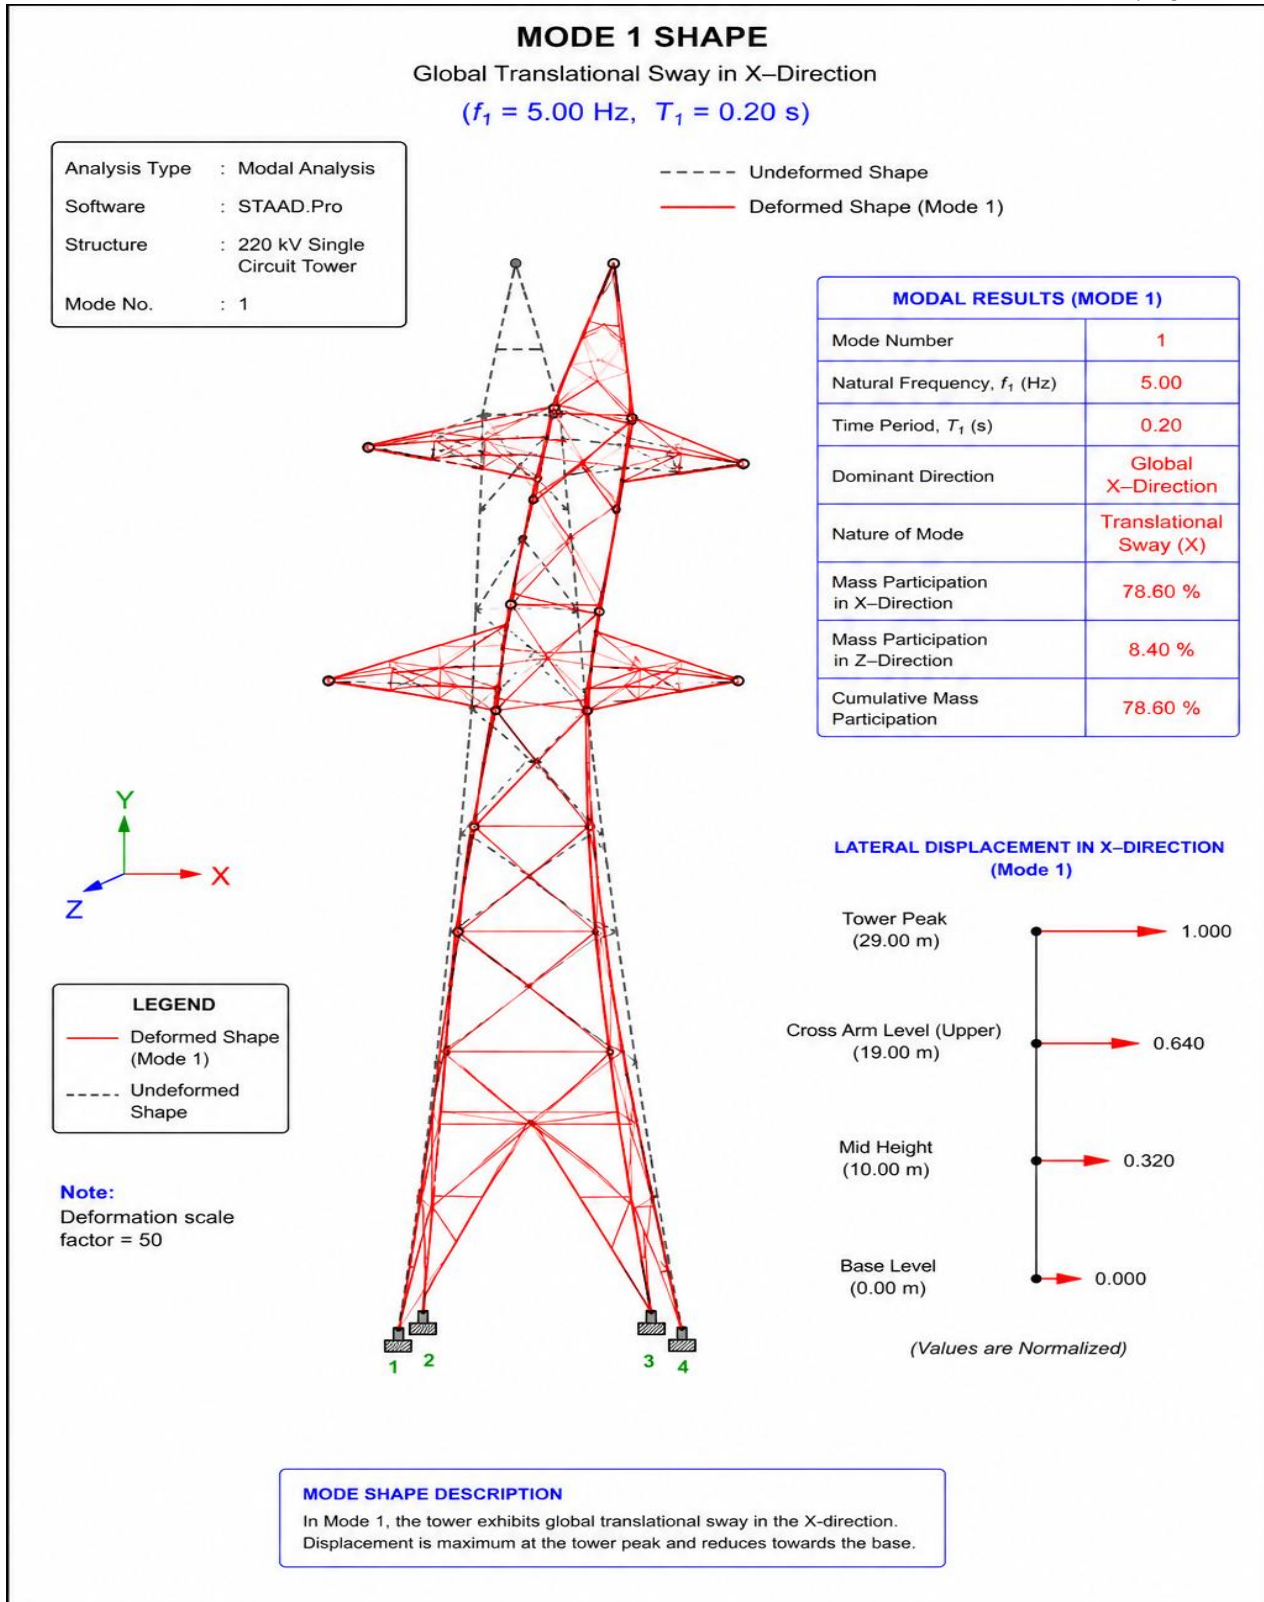 MODE 1 SHAPE
Global Translational Sway in X–Direction
(f₁ = 5.00 Hz, T₁ = 0.20 s)
Analysis Type : Modal Analysis
Software : STAAD.Pro
Structure : 220 kV Single
Circuit Tower
Mode No. : 1
Undeformed Shape
Deformed Shape (Mode 1)
MODAL RESULTS (MODE 1)
Mode Number 1
Natural Frequency, f₁ (Hz) 5.00
Time Period, T₁ (s) 0.20
Dominant Direction Global
X–Direction
Nature of Mode Translational
Sway (X)
Mass Participation
in X–Direction 78.60 %
Mass Participation
in Z–Direction 8.40 %
Cumulative Mass
Participation 78.60 %
Y
X
Z
LATERAL DISPLACEMENT IN X–DIRECTION
(Mode 1)
Tower Peak
(29.00 m)
1.000
Cross Arm Level (Upper)
(19.00 m)
0.640
Mid Height
(10.00 m)
0.320
Base Level
(0.00 m)
0.000
(Values are Normalized)
LEGEND
Deformed Shape
(Mode 1)
Undeformed
Shape
Note:
Deformation scale
factor = 50
1 2 3 4
MODE SHAPE DESCRIPTION
In Mode 1, the tower exhibits global translational sway in the X-direction.
Displacement is maximum at the tower peak and reduces towards the base.